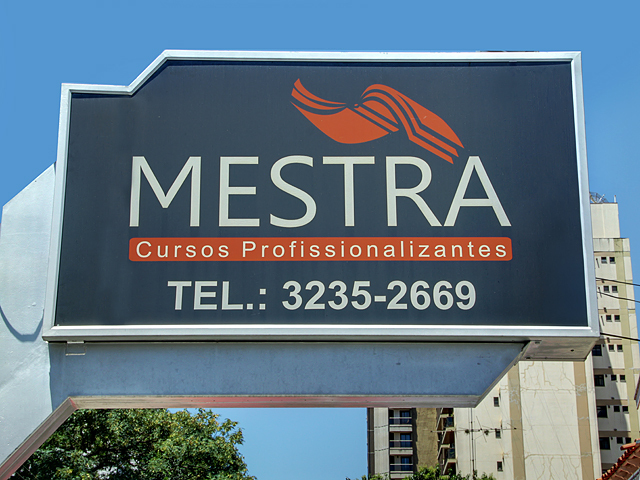 MESTRA
Cursos Profissionalizantes
TEL.: 3235-2669